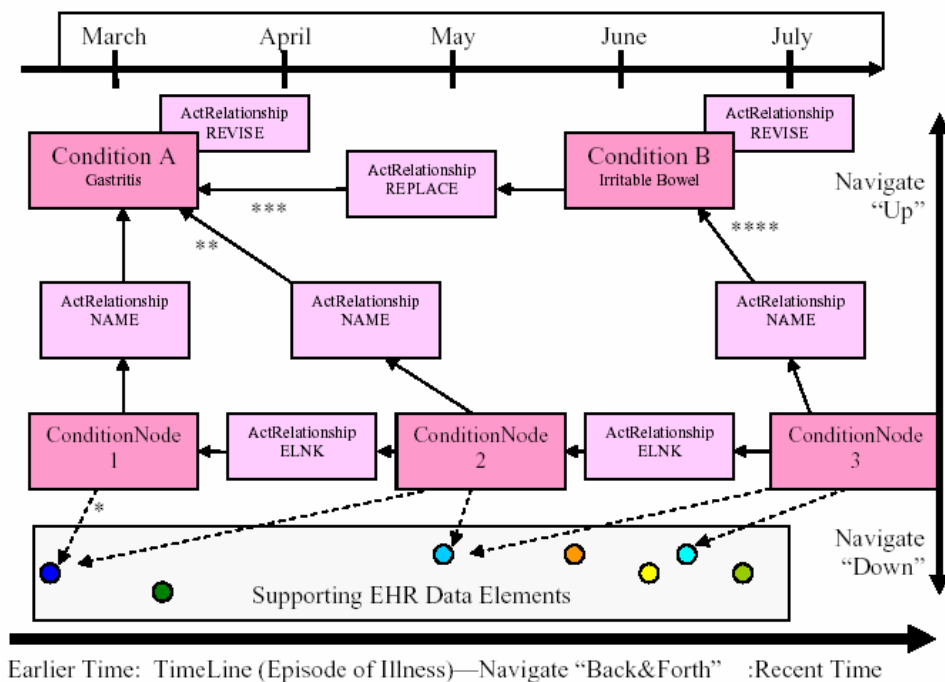 March April May June July
ActRelationship
REVISE
Condition A
Gastritis
ActRelationship
REPLACE
ActRelationship
REVISE
Condition B
Irritable Bowel
Navigate
“Up”
***
**
****
ActRelationship
NAME
ActRelationship
NAME
ActRelationship
NAME
ConditionNode
1
ActRelationship
ELNK
ConditionNode
2
ActRelationship
ELNK
ConditionNode
3
*
Navigate
“Down”
Supporting EHR Data Elements
Earlier Time: TimeLine (Episode of Illness)—Navigate “Back&Forth” :Recent Time